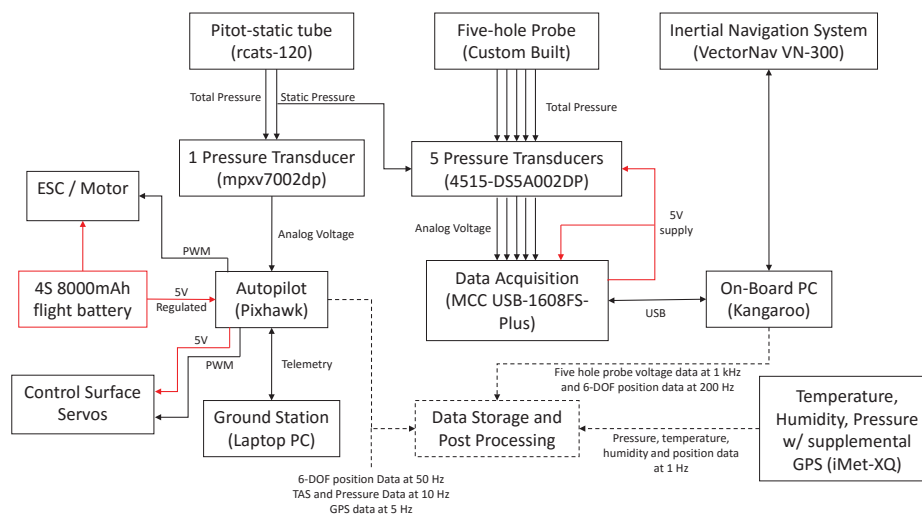 Pitot-static tube
(rcats-120)
Five-hole Probe
(Custom Built)
Inertial Navigation System
(VectorNav VN-300)
Total Pressure
Static Pressure
Total Pressure
1 Pressure Transducer
(mpxv7002dp)
5 Pressure Transducers
(4515-DS5A002DP)
ESC / Motor
Analog Voltage
Analog Voltage
5V
supply
PWM
4S 8000mAh
flight battery
5V
Regulated
Autopilot
(Pixhawk)
Data Acquisition
(MCC USB-1608FS-
Plus)
USB
On-Board PC
(Kangaroo)
5V
PWM
Telemetry
Control Surface
Servos
Ground Station
(Laptop PC)
Five hole probe voltage data at 1 kHz
and 6-DOF position data at 200 Hz
Data Storage and
Post Processing
Pressure, temperature,
humidity and position data
at 1 Hz
Temperature,
Humidity, Pressure
w/ supplemental
GPS (iMet-XQ)
6-DOF position Data at 50 Hz
TAS and Pressure Data at 10 Hz
GPS data at 5 Hz